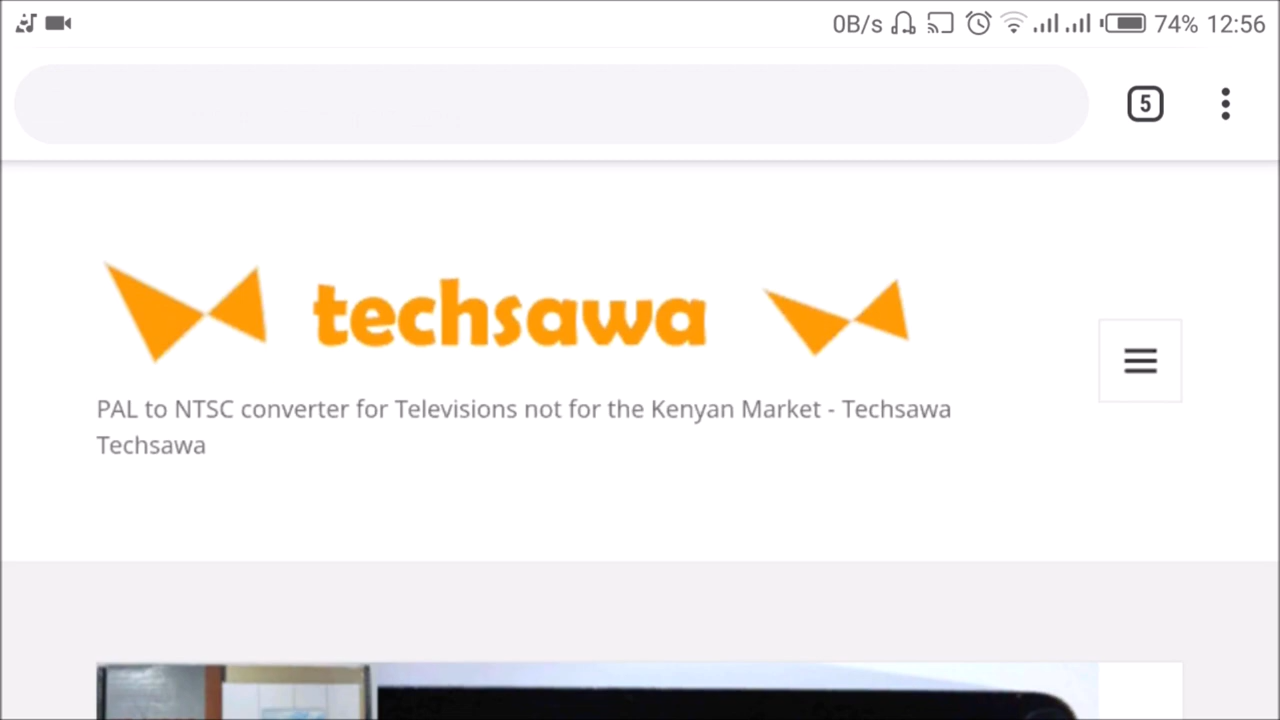 0B/s 74% 12:56
5
techsawa
PAL to NTSC converter for Televisions not for the Kenyan Market - Techsawa
Techsawa